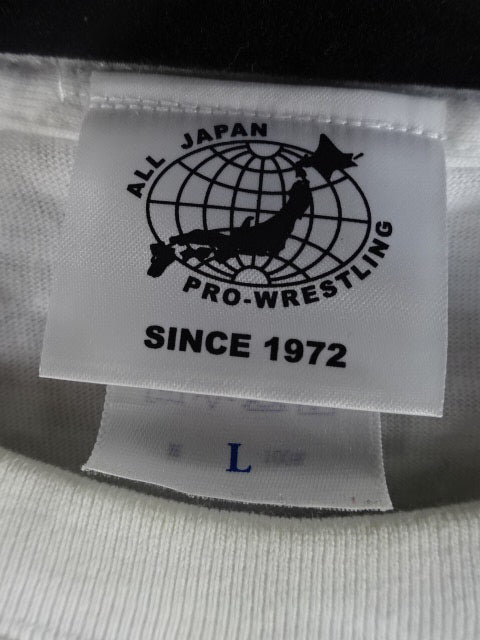 ALL JAPAN
PRO-WRESTLING
SINCE 1972
L